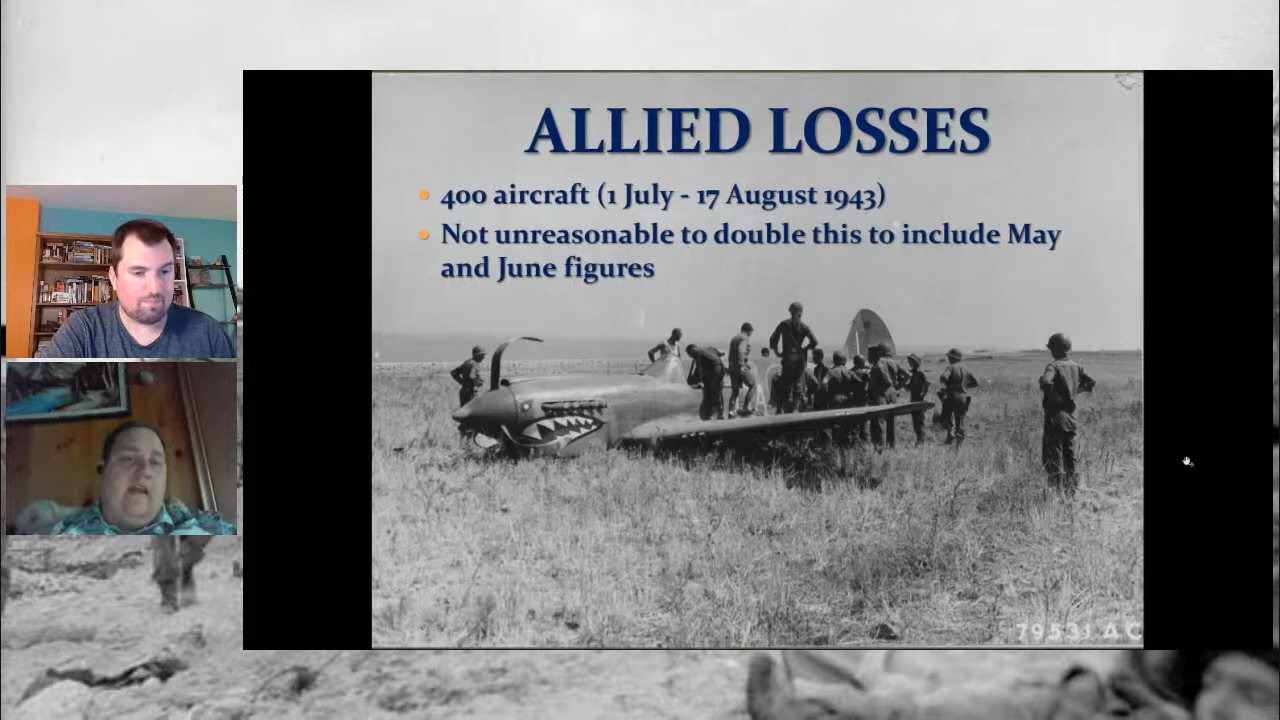 ALLIED LOSSES
400 aircraft (1 July - 17 August 1943)
Not unreasonable to double this to include May
and June figures
79531 A C